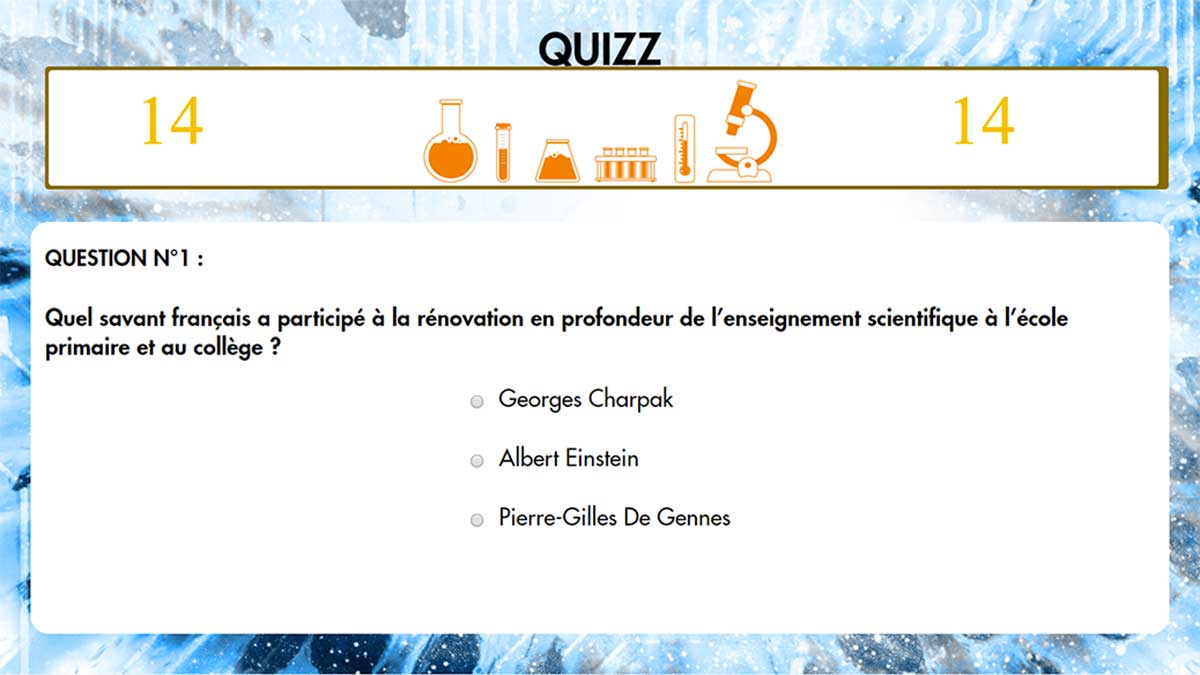 QUIZZ
14 14
QUESTION N°1 :
Quel savant français a participé à la rénovation en profondeur de l’enseignement scientifique à l’école
primaire et au collège ?
Georges Charpak
Albert Einstein
Pierre-Gilles De Gennes